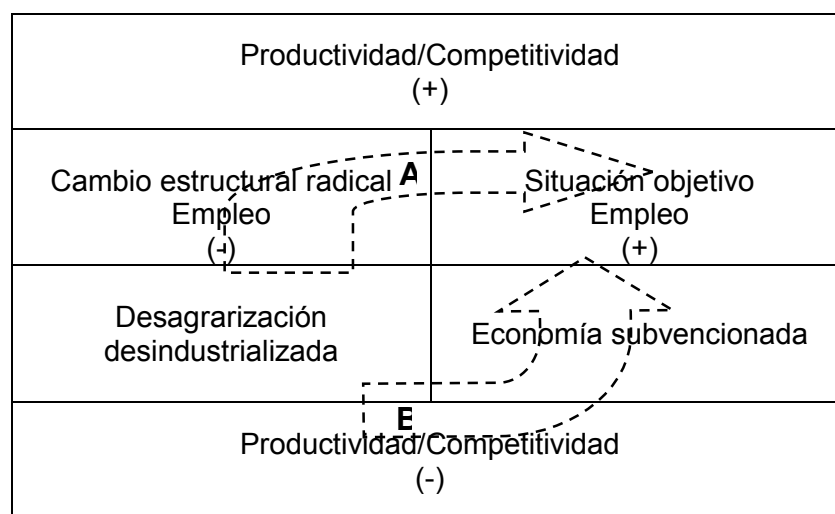 Productividad/Competitividad
(+)
Cambio estructural radical
Empleo
(-)
A
Situación objetivo
Empleo
(+)
Desagrarización
desindustrializada
Economía subvencionada
B
Productividad/Competitividad
(-)